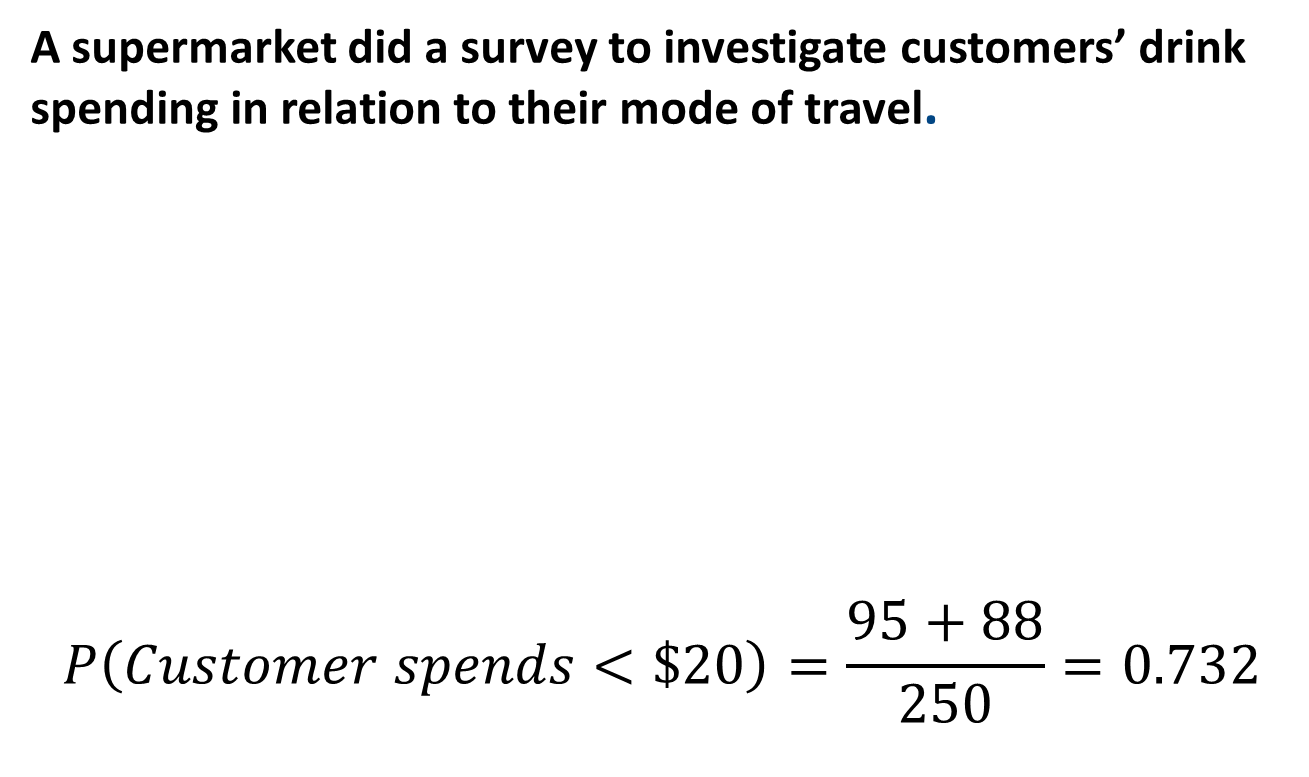 A supermarket did a survey to investigate customers’ drink
spending in relation to their mode of travel.
P(Customer spends < $20) = \frac{95 + 88}{250} = 0.732